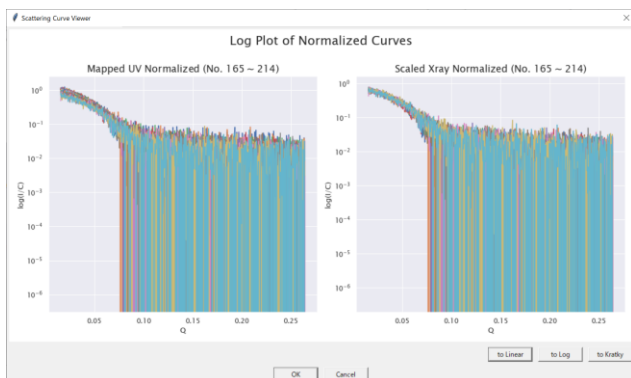 Scattering Curve Viewer
Log Plot of Normalized Curves
Mapped UV Normalized (No. 165 ~ 214)
Scaled Xray Normalized (No. 165 ~ 214)
log(I/C)
10⁰
10⁻¹
10⁻²
10⁻³
10⁻⁴
10⁻⁵
10⁻⁶
0.05 0.10 0.15 0.20 0.25
Q
log(I/C)
10⁰
10⁻¹
10⁻²
10⁻³
10⁻⁴
10⁻⁵
10⁻⁶
0.05 0.10 0.15 0.20 0.25
Q
to Linear to Log to Kratky
OK Cancel